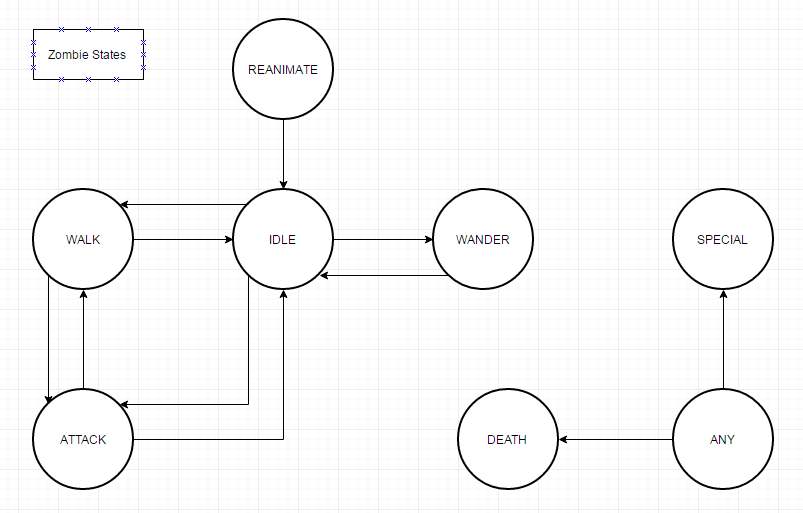 Zombie States
REANIMATE
WALK
IDLE
WANDER
SPECIAL
ATTACK
DEATH
ANY